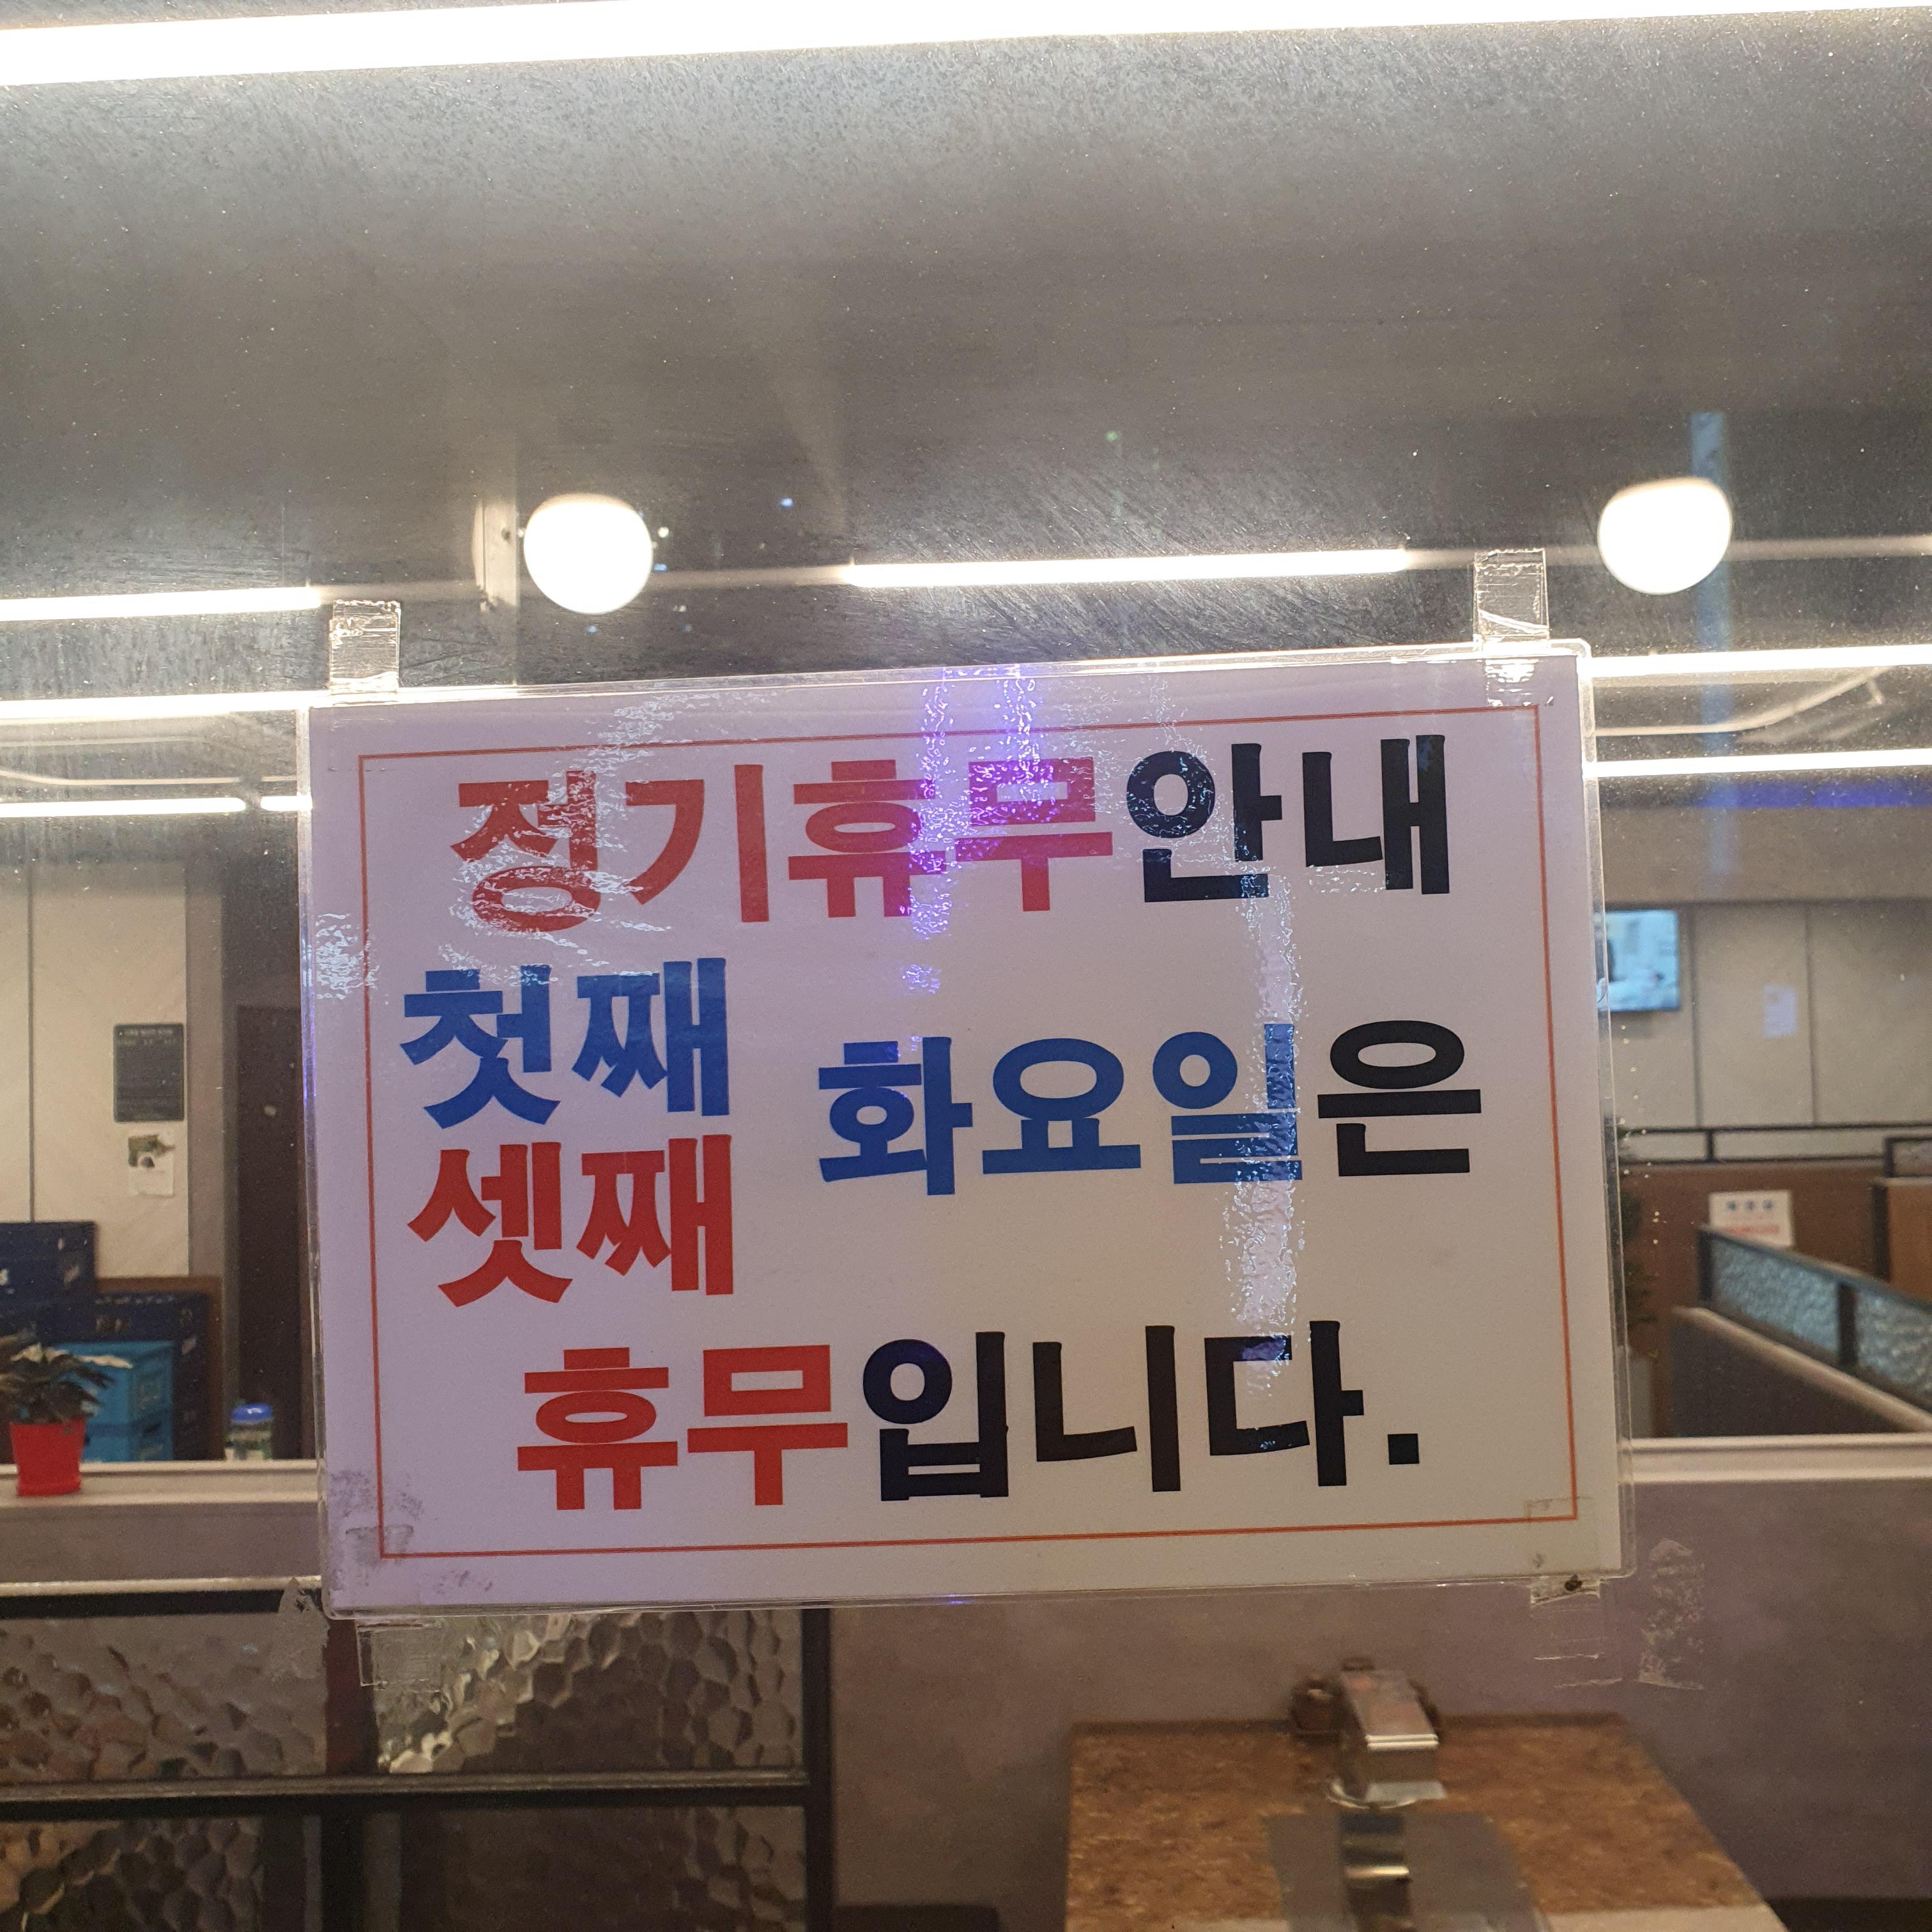 정기휴무안내
첫째
셋째
화요일은
휴무입니다.